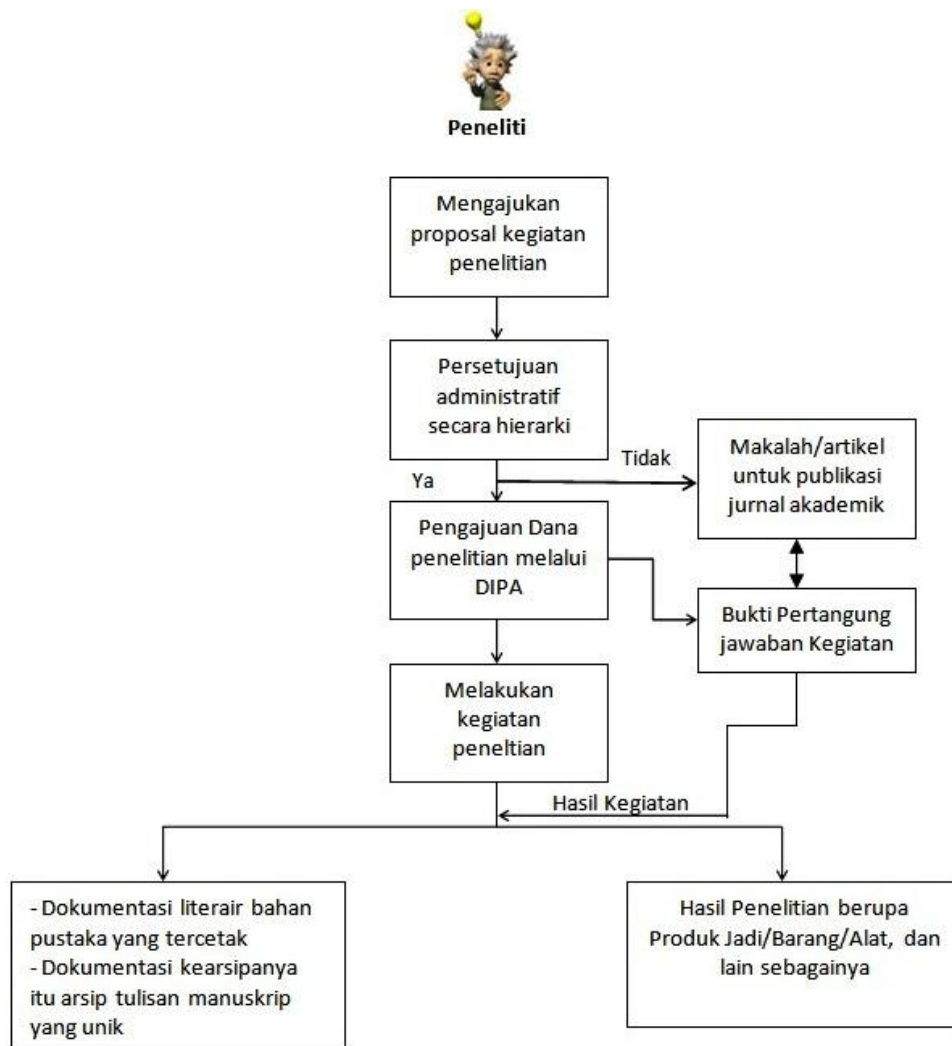 Peneliti
Mengajukan
proposal kegiatan
penelitian
Persetujuan
administratif
secara hierarki
Tidak
Ya
Makalah/artikel
untuk publikasi
jurnal akademik
Pengajuan Dana
penelitian melalui
DIPA
Bukti Pertangung
jawaban Kegiatan
Melakukan
kegiatan
peneltian
Hasil Kegiatan
- Dokumentasi literair bahan
pustaka yang tercetak
- Dokumentasi kearsipanya
itu arsip tulisan manuskrip
yang unik
Hasil Penelitian berupa
Produk Jadi/Barang/Alat, dan
lain sebagainya